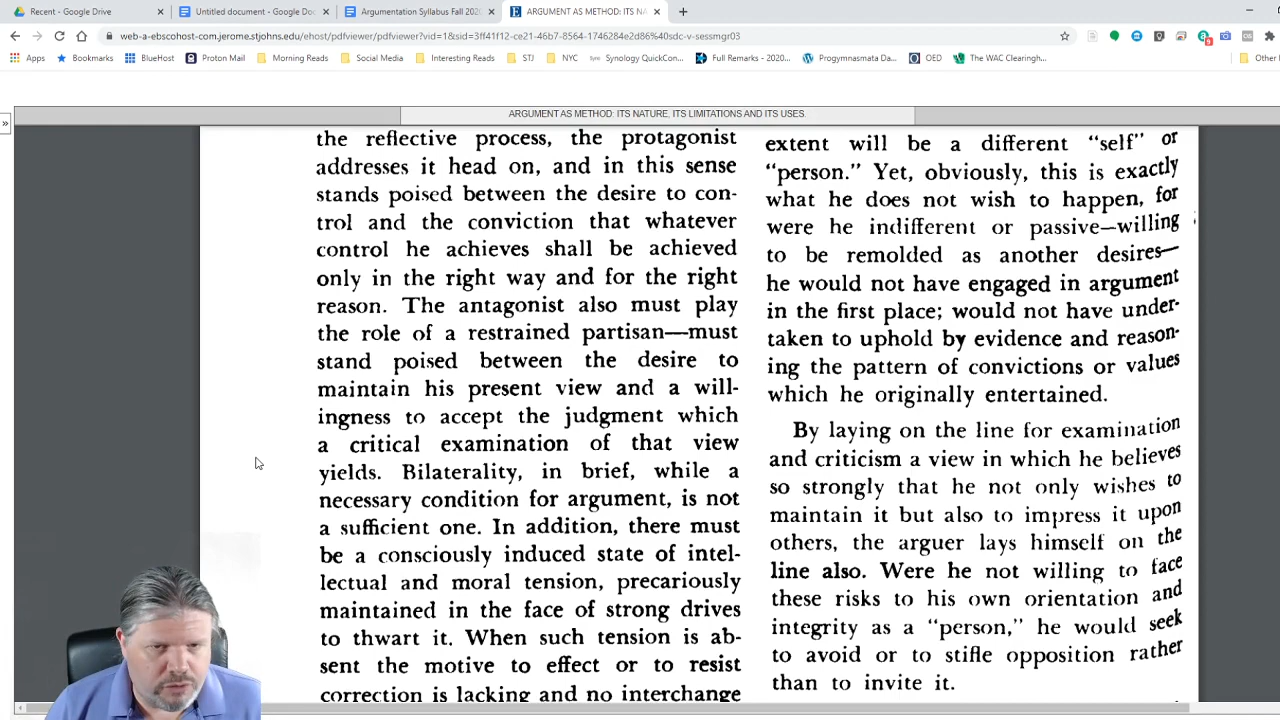 Recent - Google Drive
Untitled document - Google Doc
Argumentation Syllabus Fall 202
ARGUMENT AS METHOD: ITS NA
web-a-ebscohost-com.jerome.stjohns.edu/ehost/pdfviewer/pdfviewer?vid=1&sid=3ff41f12-ce21-46b7-8564-1746284e2d86%40sdc-v-sessmgr03
Apps Bookmarks BlueHost Proton Mail Morning Reads Social Media Interesting Reads STJ NYC Synology QuickCon... Full Remarks - 2020... Progymnasmata Da... OED The WAC Clearingh... Other
ARGUMENT AS METHOD: ITS NATURE, ITS LIMITATIONS AND ITS USES.
the reflective process, the protagonist
addresses it head on, and in this sense
stands poised between the desire to con-
trol and the conviction that whatever
control he achieves shall be achieved
only in the right way and for the right
reason. The antagonist also must play
the role of a restrained partisan—must
stand poised between the desire to
maintain his present view and a will-
ingness to accept the judgment which
a critical examination of that view
yields. Bilaterality, in brief, while a
necessary condition for argument, is not
a sufficient one. In addition, there must
be a consciously induced state of intel-
lectual and moral tension, precariously
maintained in the face of strong drives
to thwart it. When such tension is ab-
sent the motive to effect or to resist
correction is lacking and no interchange
extent will be a different “self” or
“person.” Yet, obviously, this is exactly
what he does not wish to happen, for
were he indifferent or passive—willing
to be remolded as another desires—
he would not have engaged in argument
in the first place; would not have under-
taken to uphold by evidence and reason-
ing the pattern of convictions or values
which he originally entertained.
By laying on the line for examination
and criticism a view in which he believes
so strongly that he not only wishes to
maintain it but also to impress it upon
others, the arguer lays himself on the
line also. Were he not willing to face
these risks to his own orientation and
integrity as a “person,” he would seek
to avoid or to stifle opposition rather
than to invite it.